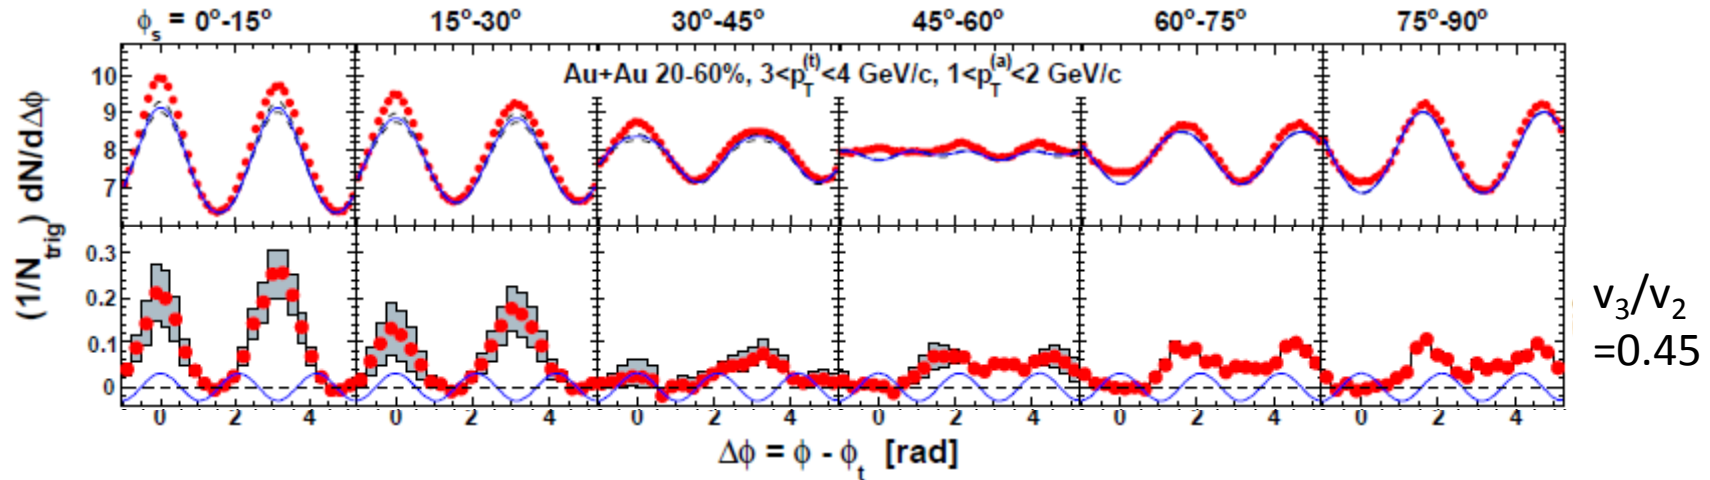 ϕs = 0°-15° 15°-30° 30°-45° 45°-60° 60°-75° 75°-90°
Au+Au 20-60%, 3<pT(t)<4 GeV/c, 1<pT(a)<2 GeV/c
(1/Ntrig) dN/dΔϕ
10
9
8
7
0.3
0.2
0.1
0
v3/v2
=0.45
0 2 4 0 2 4 0 2 4 0 2 4 0 2 4 0 2 4
Δϕ = ϕ - ϕt [rad]